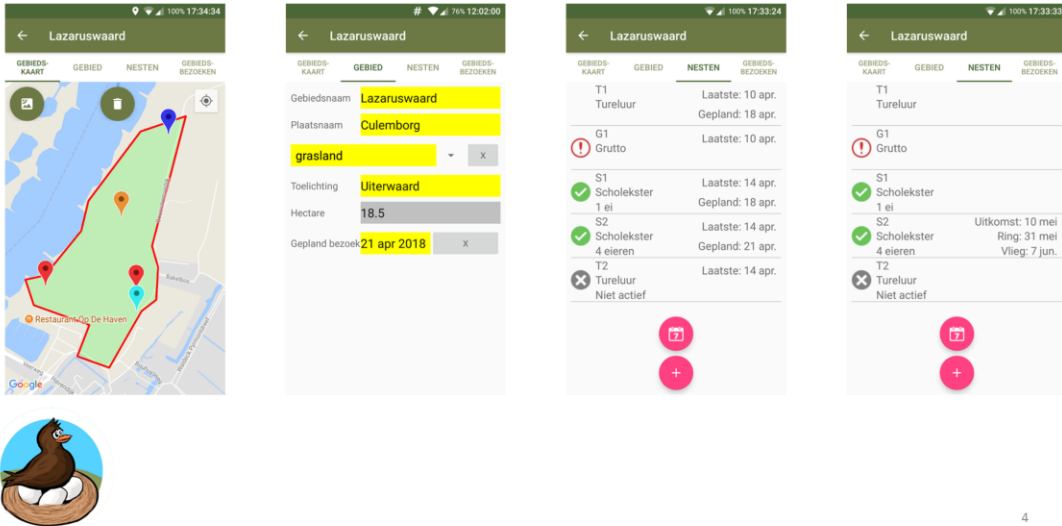 100% 17:34:34
Lazaruswaard
GEBIEDS-
KAART
GEBIED
NESTEN
GEBIEDS-
BEZOEKEN
Restaurant Op De Haven
Google
# 76% 12:02:00
Lazaruswaard
GEBIEDS-
KAART
GEBIED
NESTEN
GEBIEDS-
BEZOEKEN
Gebiedsnaam Lazaruswaard
Plaatsnaam Culemborg
grasland X
Toelichting Uiterwaard
Hectare 18.5
Gepland bezoek 21 apr 2018 X
100% 17:33:24
Lazaruswaard
GEBIEDS-
KAART
GEBIED
NESTEN
GEBIEDS-
BEZOEKEN
T1
Tureluur
Laatste: 10 apr.
Gepland: 18 apr.
G1
Grutto
Laatste: 10 apr.
S1
Scholekster
1 ei
Laatste: 14 apr.
Gepland: 18 apr.
S2
Scholekster
4 eieren
Laatste: 14 apr.
Gepland: 21 apr.
T2
Tureluur
Niet actief
Laatste: 14 apr.
7
+
100% 17:33:33
Lazaruswaard
GEBIEDS-
KAART
GEBIED
NESTEN
GEBIEDS-
BEZOEKEN
T1
Tureluur
G1
Grutto
S1
Scholekster
1 ei
S2
Scholekster
4 eieren
Uitkomst: 10 mei
Ring: 31 mei
Vlieg: 7 jun.
T2
Tureluur
Niet actief
7
+
4